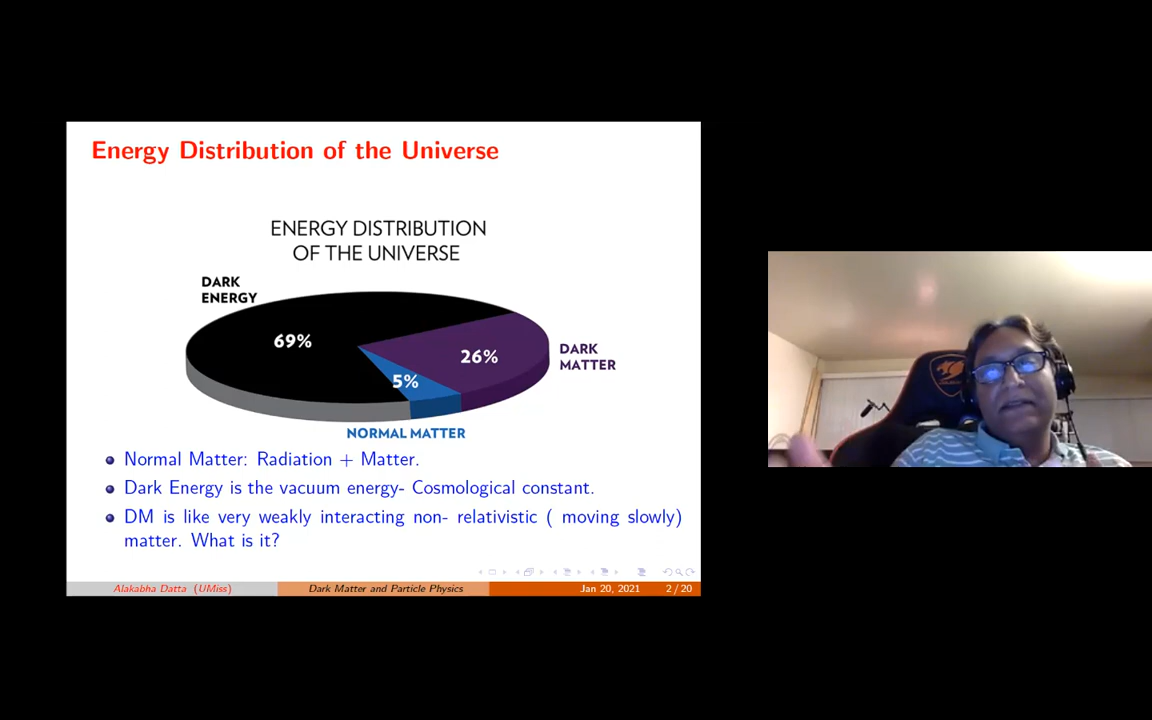 Energy Distribution of the Universe
ENERGY DISTRIBUTION
OF THE UNIVERSE
DARK
ENERGY
69%
26%
DARK
MATTER
5%
NORMAL MATTER
Normal Matter: Radiation + Matter.
Dark Energy is the vacuum energy- Cosmological constant.
DM is like very weakly interacting non- relativistic ( moving slowly)
matter. What is it?
Alakabha Datta (UMiss) Dark Matter and Particle Physics Jan 20, 2021 2 / 20